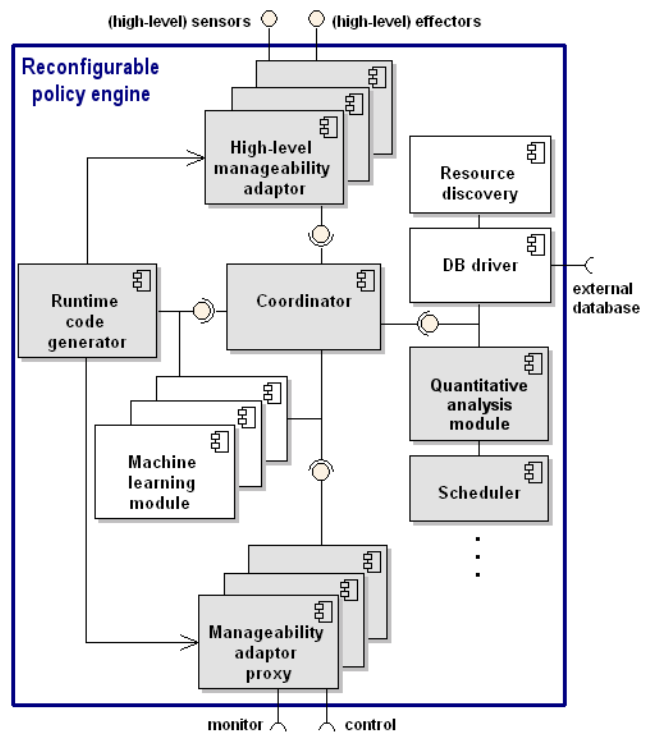 (high-level) sensors
(high-level) effectors
Reconfigurable
policy engine
High-level
manageability
adaptor
Resource
discovery
DB driver
external
database
Runtime
code
generator
Coordinator
Quantitative
analysis
module
Machine
learning
module
Scheduler
Manageability
adaptor
proxy
monitor
control